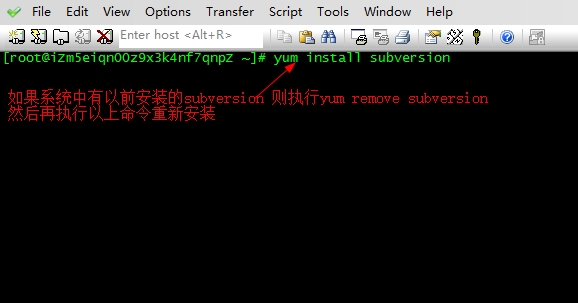 File Edit View Options Transfer Script Tools Window Help
Enter host <Alt+R>
[root@iZm5eiqn00z9x3k4nf7qnpZ ~]# yum install subversion
如果系统中有以前安装的subversion 则执行yum remove subversion
然后再执行以上命令重新安装